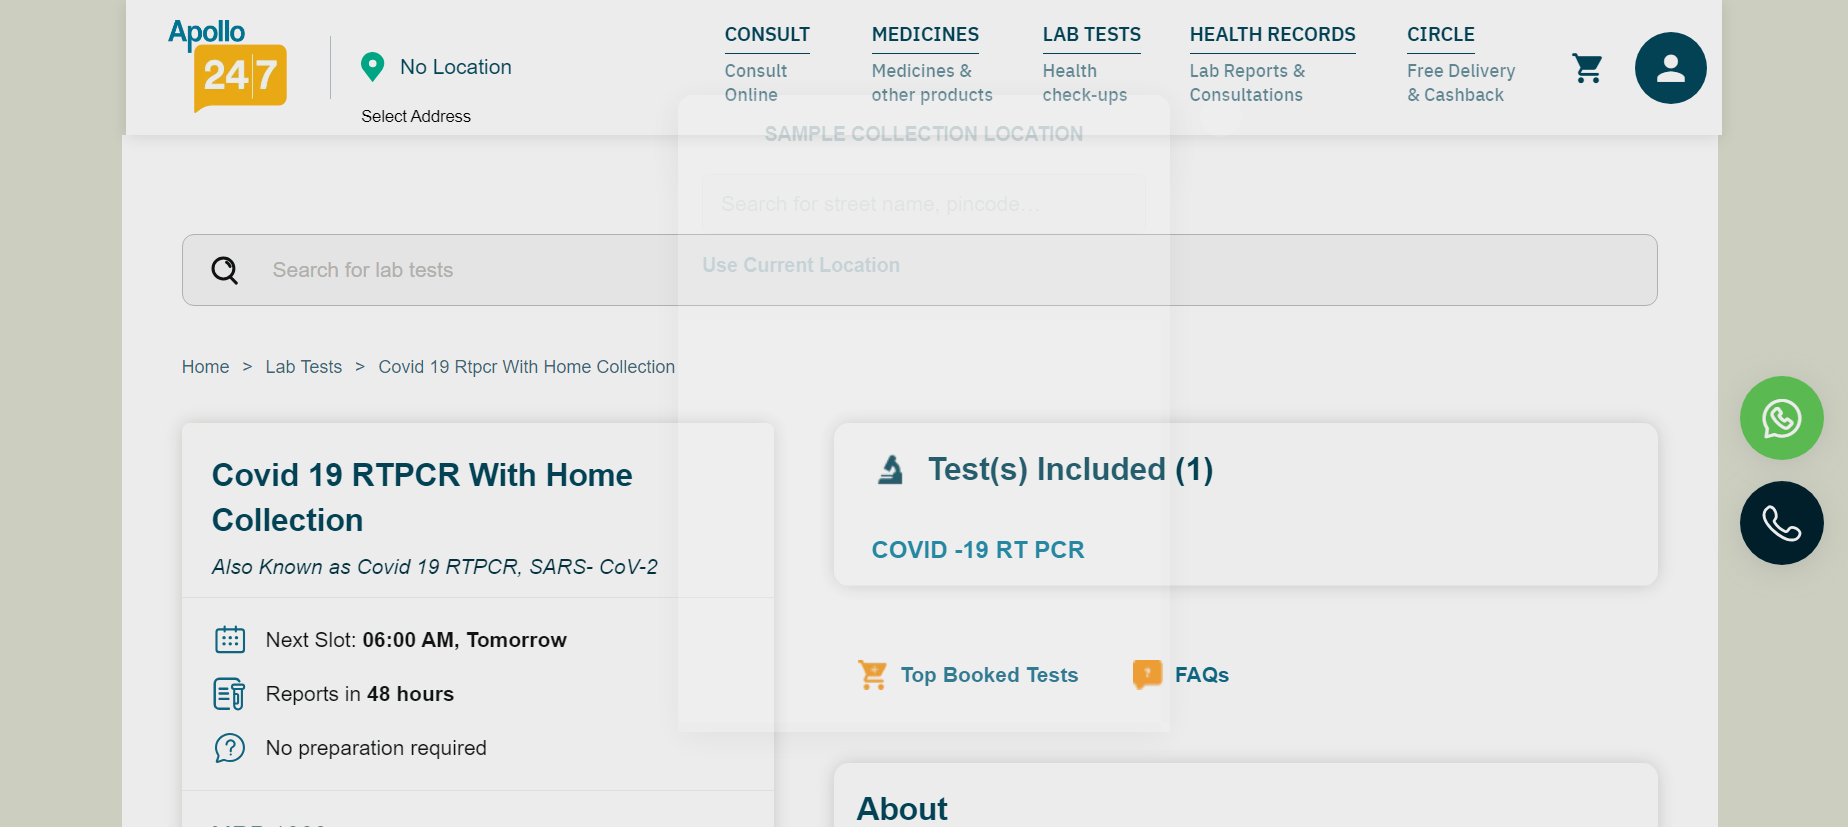 Apollo
24|7
No Location
Select Address
CONSULT
Consult
Online
MEDICINES
Medicines &
other products
LAB TESTS
Health
check-ups
HEALTH RECORDS
Lab Reports &
Consultations
CIRCLE
Free Delivery
& Cashback
SAMPLE COLLECTION LOCATION
Search for street name, pincode...
Use Current Location
Search for lab tests
Home > Lab Tests > Covid 19 Rtpcr With Home Collection
Covid 19 RTPCR With Home
Collection
Also Known as Covid 19 RTPCR, SARS- CoV-2
Next Slot: 06:00 AM, Tomorrow
Reports in 48 hours
No preparation required
Test(s) Included (1)
COVID -19 RT PCR
Top Booked Tests
FAQs
About